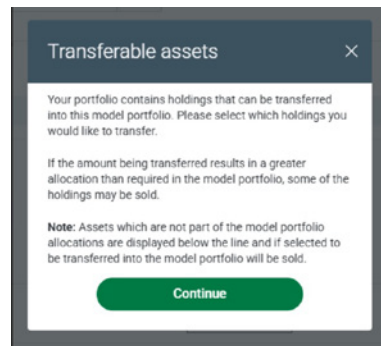 Transferable assets
Your portfolio contains holdings that can be transferred
into this model portfolio. Please select which holdings you
would like to transfer.
If the amount being transferred results in a greater
allocation than required in the model portfolio, some of the
holdings may be sold.
Note: Assets which are not part of the model portfolio
allocations are displayed below the line and if selected to
be transferred into the model portfolio will be sold.
Continue